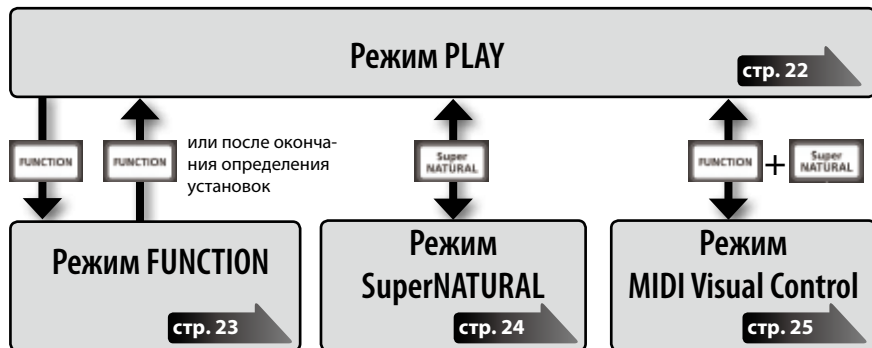 Режим PLAY
стр. 22
FUNCTION
FUNCTION
или после оконча-
ния определения
установок
Super
NATURAL
FUNCTION
+
Super
NATURAL
Режим FUNCTION
стр. 23
Режим
SuperNATURAL
стр. 24
Режим
MIDI Visual Control
стр. 25